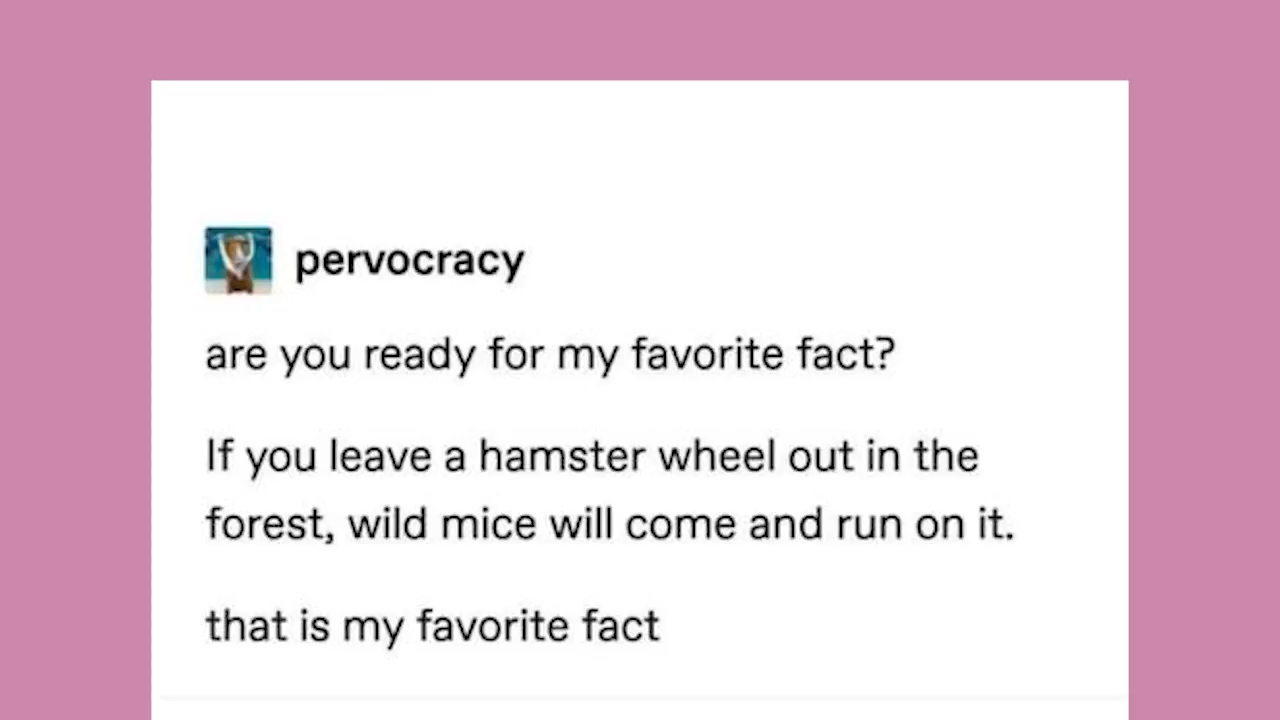 pervocracy
are you ready for my favorite fact?
If you leave a hamster wheel out in the
forest, wild mice will come and run on it.
that is my favorite fact